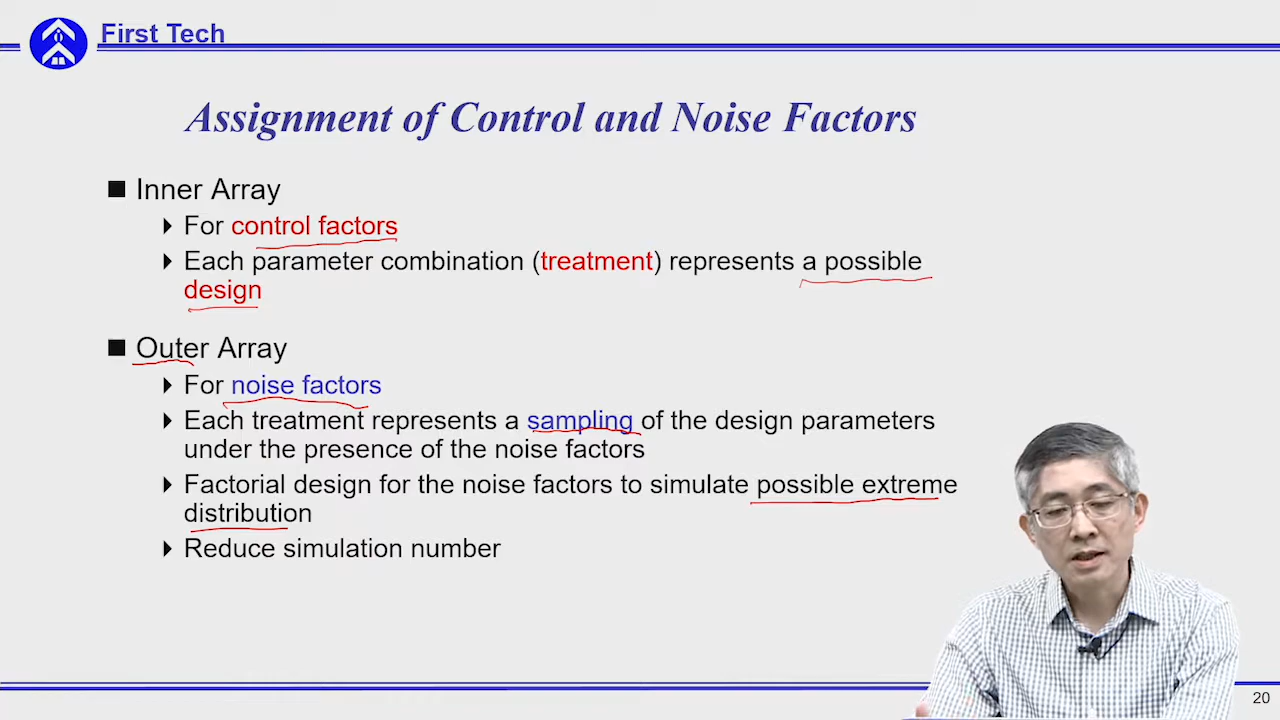 First Tech
Assignment of Control and Noise Factors
Inner Array
For control factors
Each parameter combination (treatment) represents a possible
design
Outer Array
For noise factors
Each treatment represents a sampling of the design parameters
under the presence of the noise factors
Factorial design for the noise factors to simulate possible extreme
distribution
Reduce simulation number
20